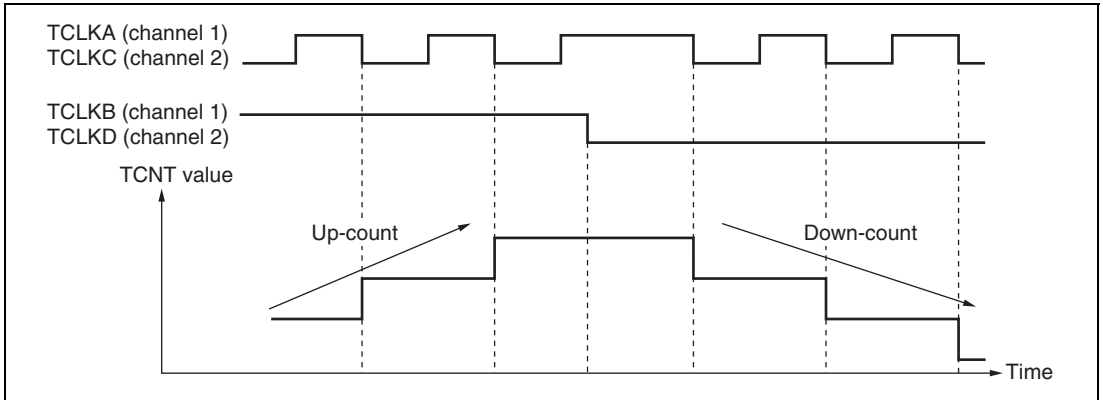 TCLKA (channel 1)
TCLKC (channel 2)
TCLKB (channel 1)
TCLKD (channel 2)
TCNT value
Up-count
Down-count
Time